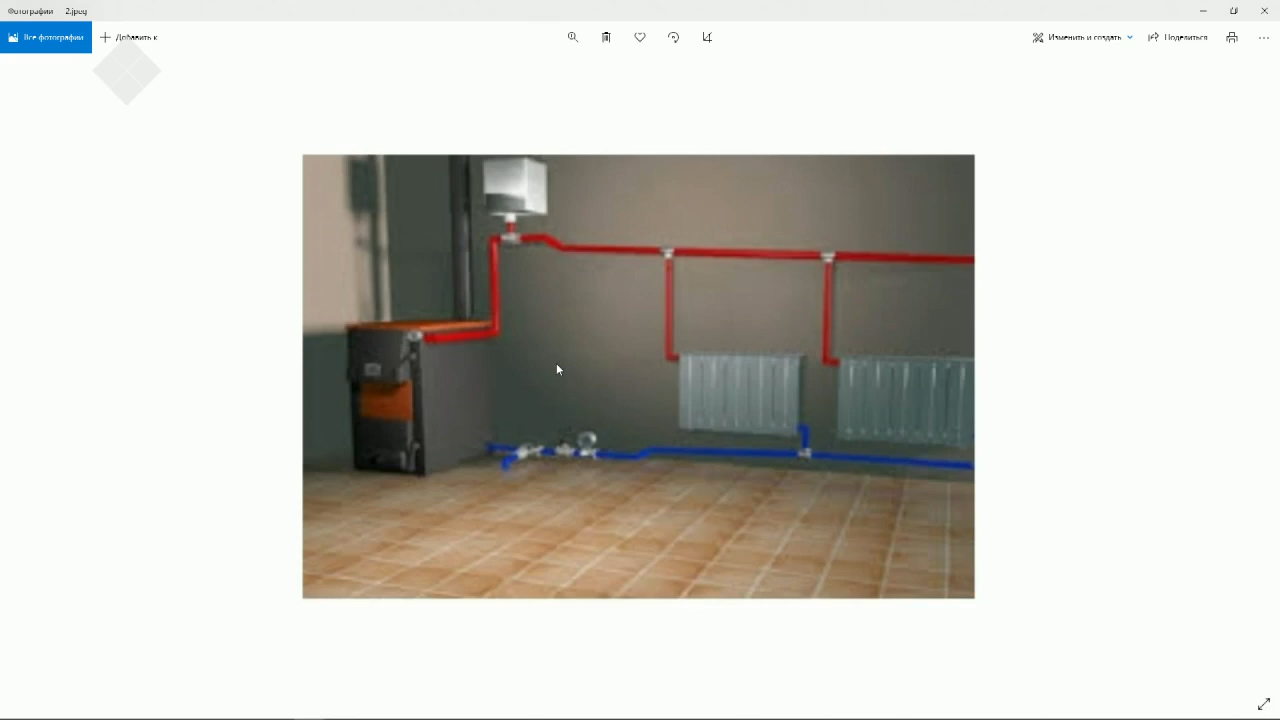 Фотографии — 2.jpeg
Все фотографии
Добавить к
Изменить и создать
Поделиться